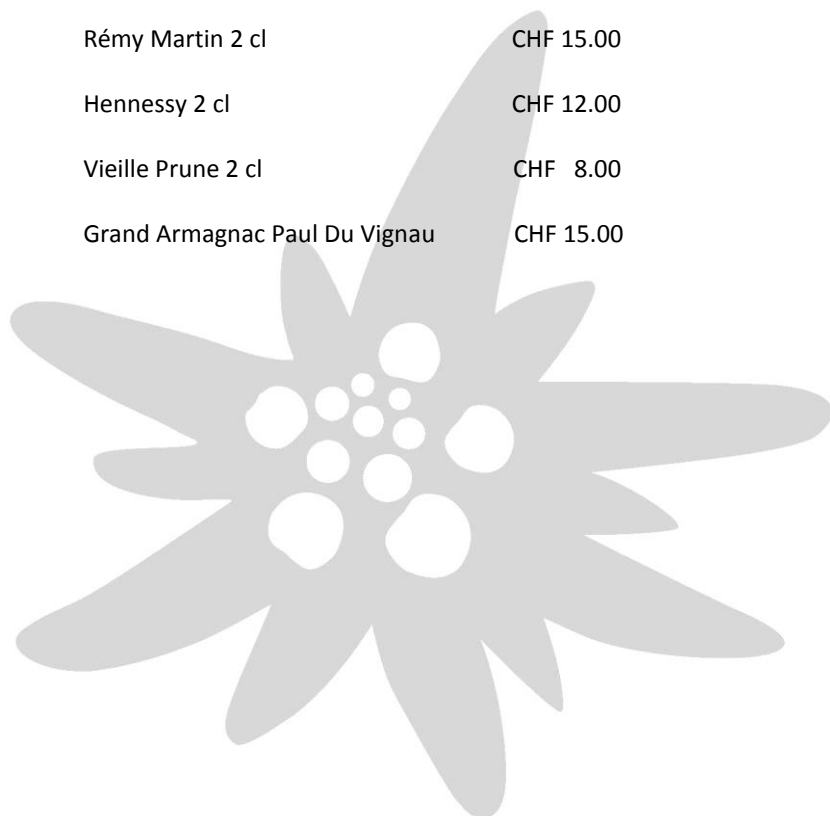 Rémy Martin 2 cl CHF 15.00
Hennessy 2 cl CHF 12.00
Vieille Prune 2 cl CHF 8.00
Grand Armagnac Paul Du Vignau CHF 15.00